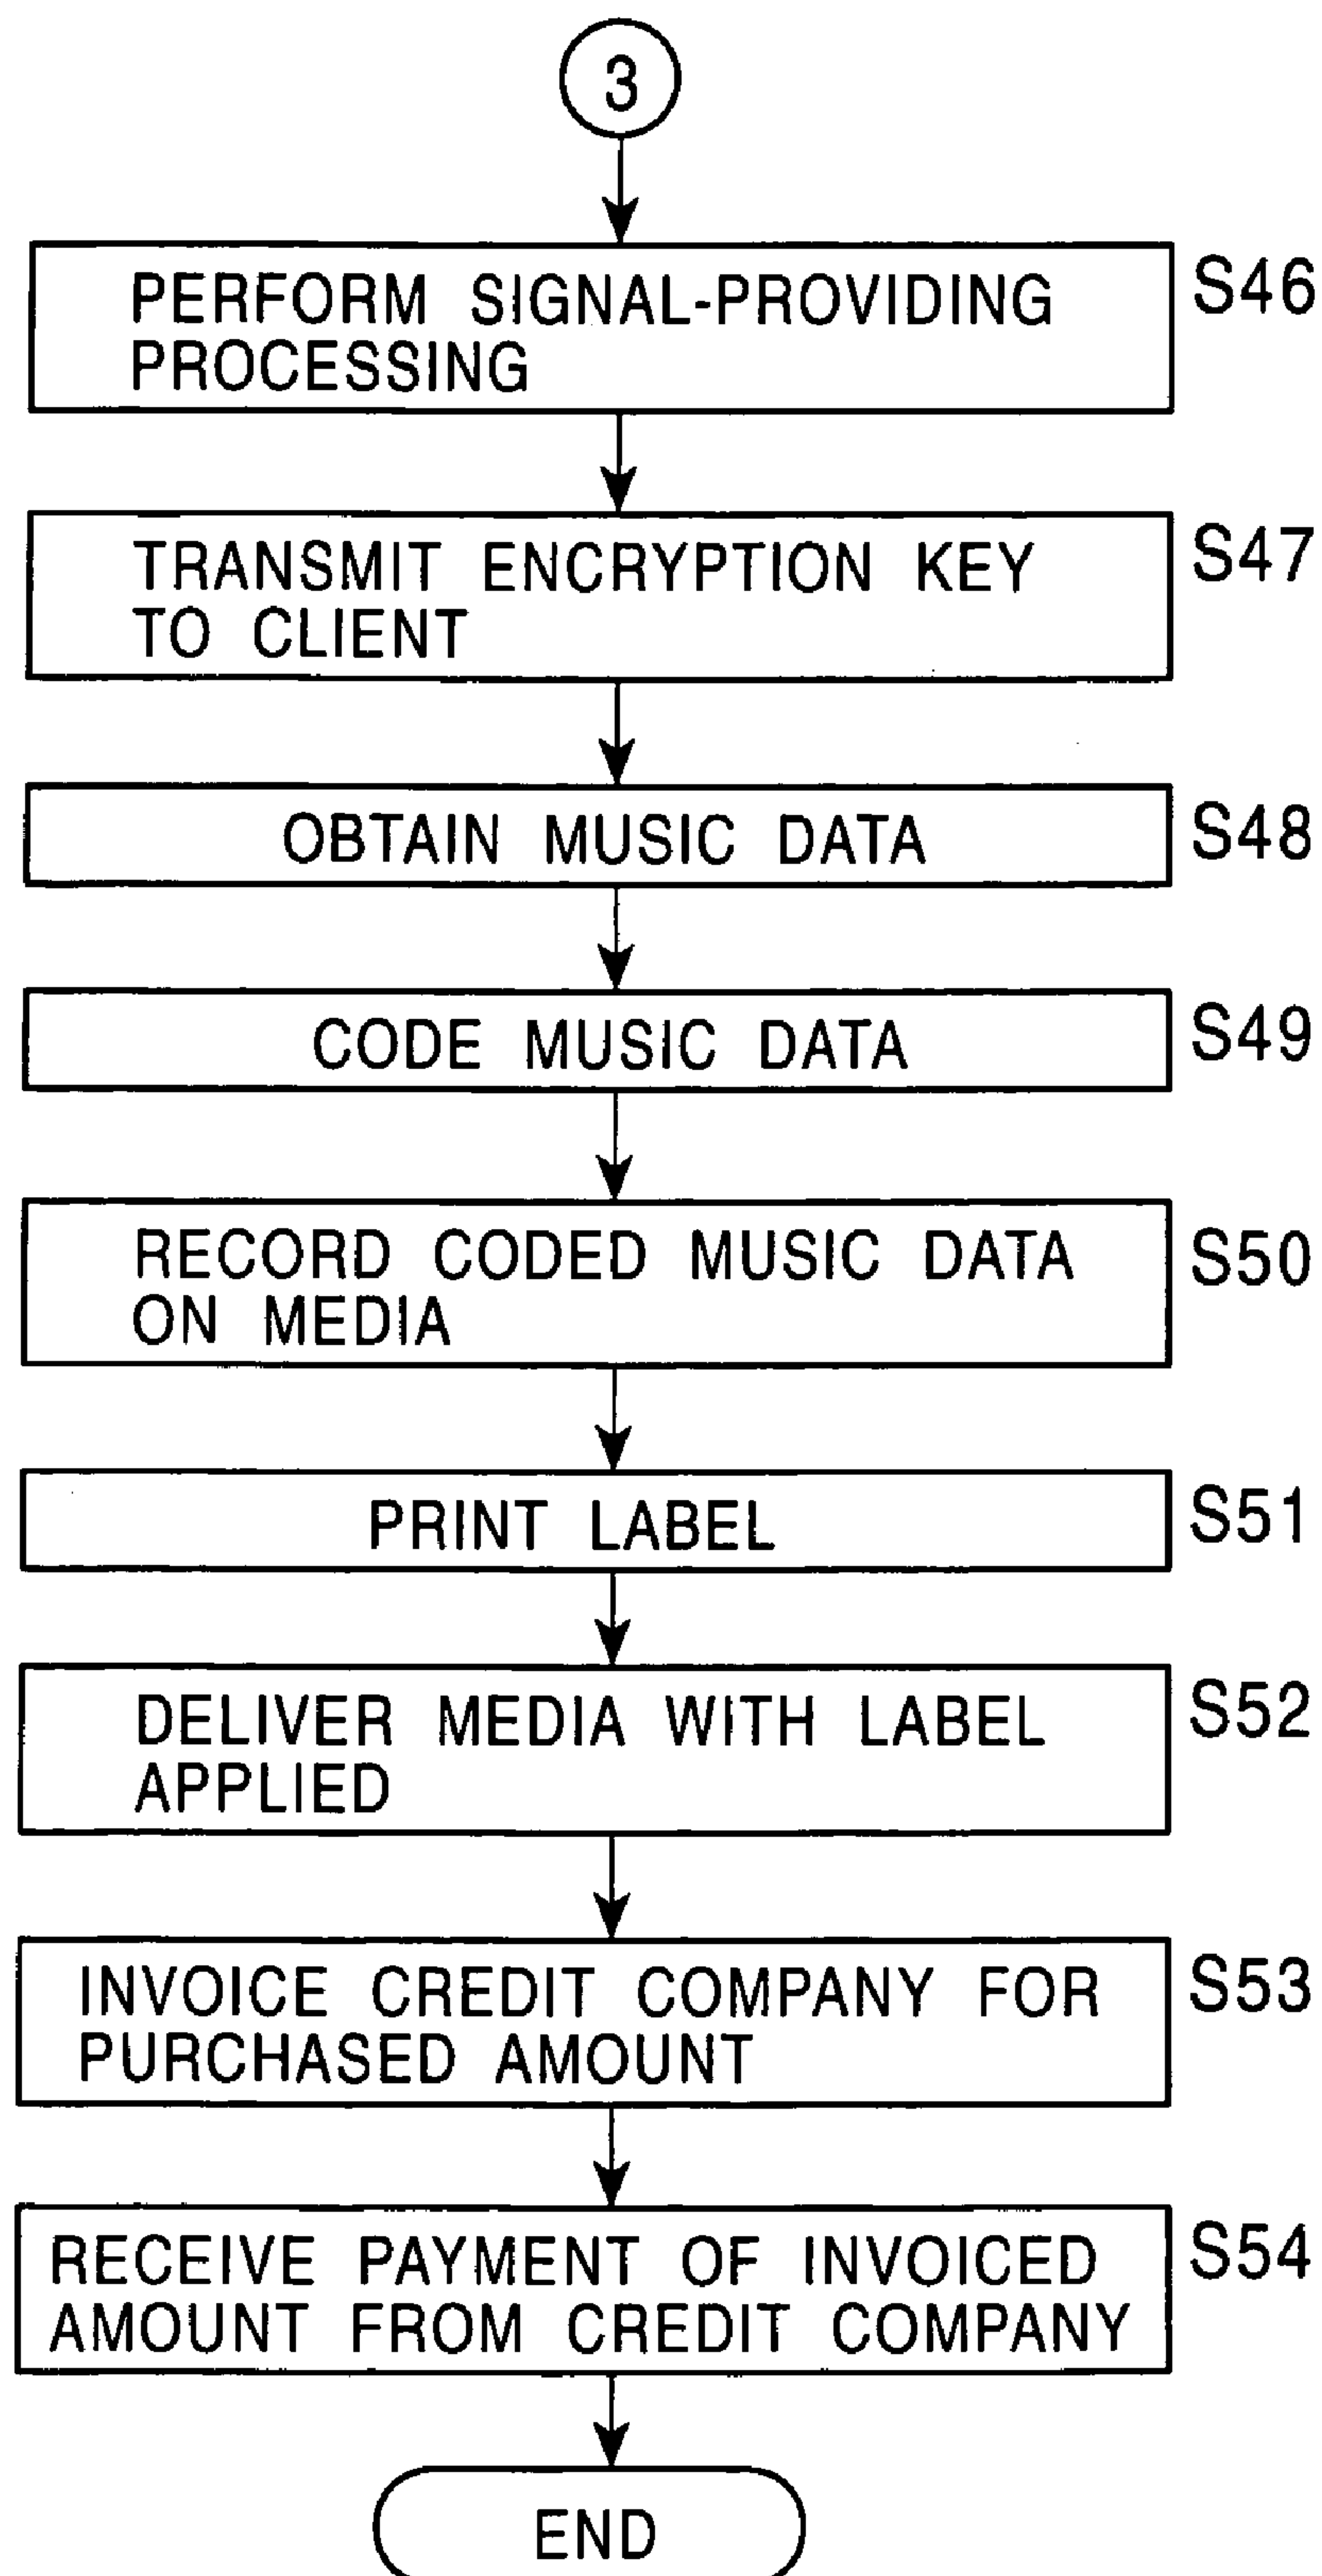 3
PERFORM SIGNAL-PROVIDING
PROCESSING
S46
TRANSMIT ENCRYPTION KEY
TO CLIENT
S47
OBTAIN MUSIC DATA
S48
CODE MUSIC DATA
S49
RECORD CODED MUSIC DATA
ON MEDIA
S50
PRINT LABEL
S51
DELIVER MEDIA WITH LABEL
APPLIED
S52
INVOICE CREDIT COMPANY FOR
PURCHASED AMOUNT
S53
RECEIVE PAYMENT OF INVOICED
AMOUNT FROM CREDIT COMPANY
S54
END